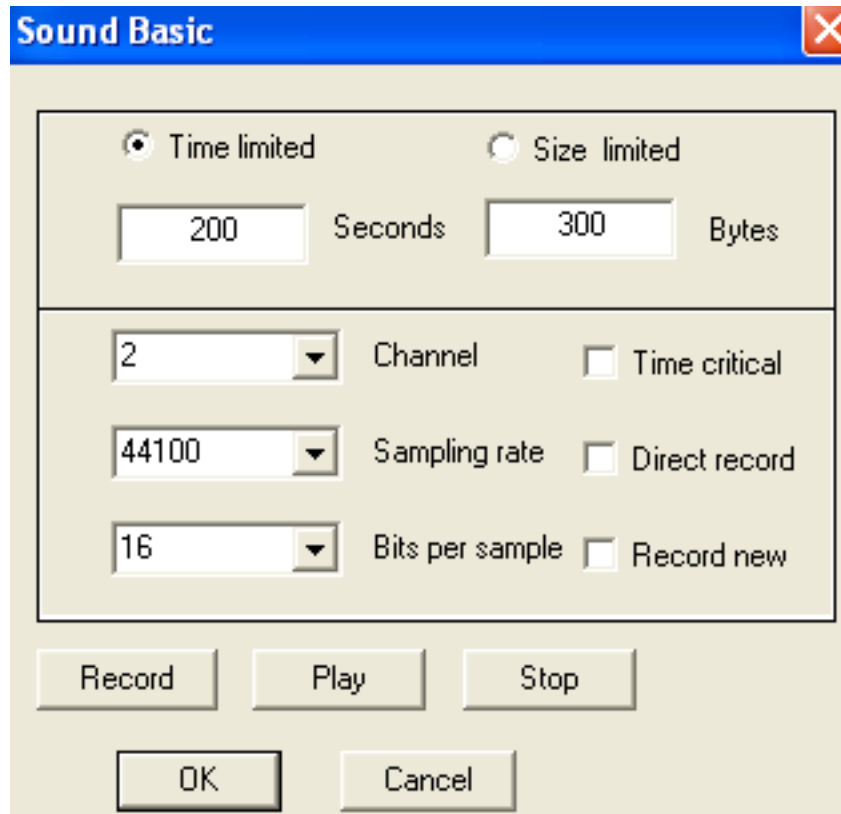 Sound Basic
Time limited Size limited
200 Seconds 300 Bytes
2 Channel Time critical
44100 Sampling rate Direct record
16 Bits per sample Record new
Record Play Stop
OK Cancel